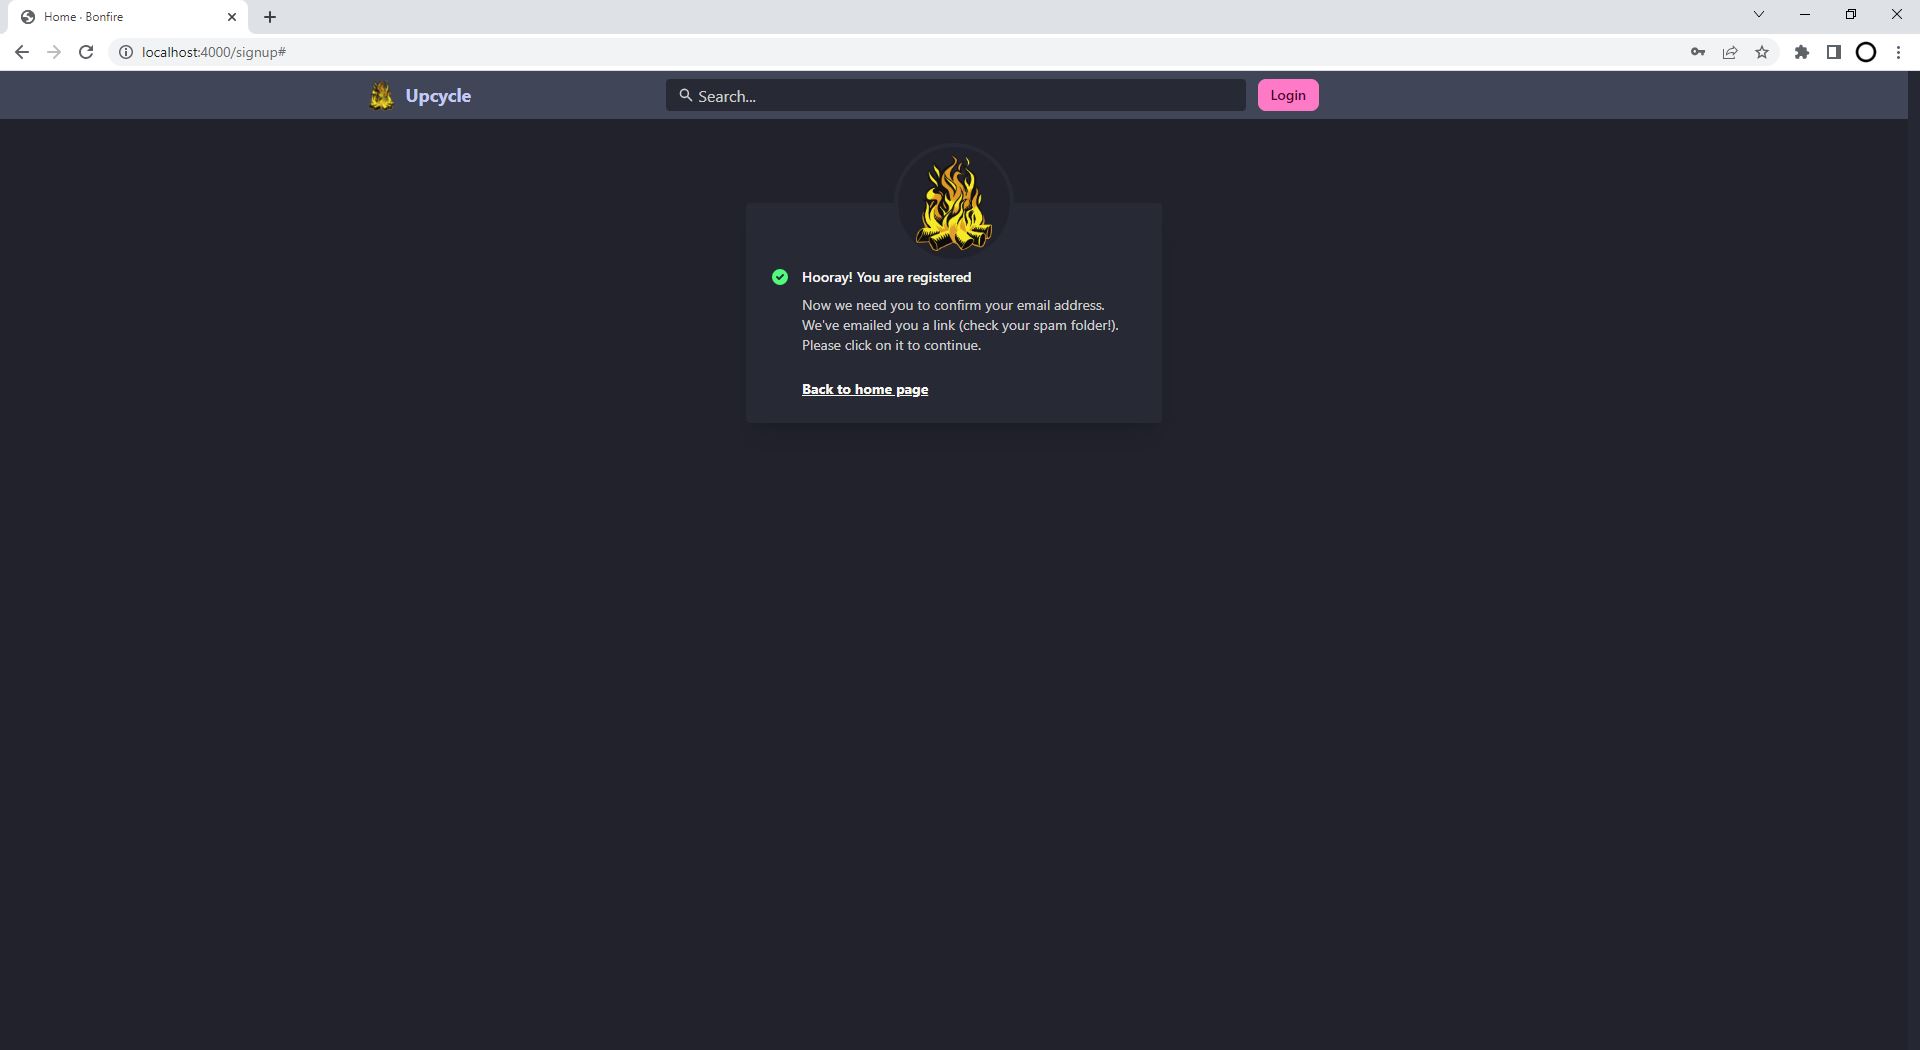 Home · Bonfire
localhost:4000/signup#
Upcycle
Search...
Login
Hooray! You are registered
Now we need you to confirm your email address.
We've emailed you a link (check your spam folder!).
Please click on it to continue.
Back to home page